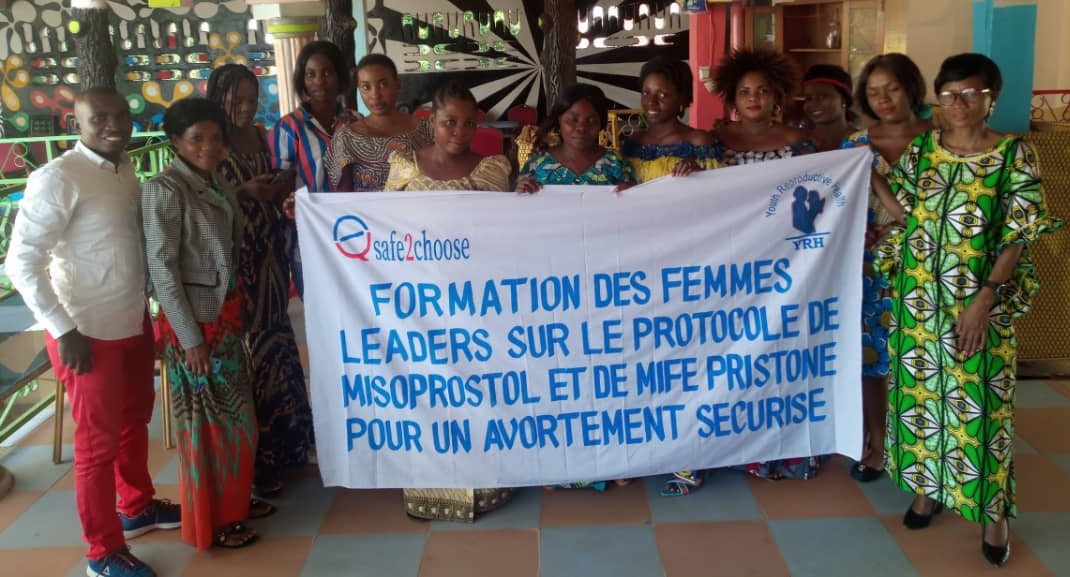 safe2choose
Youth Reproductive Health
YRH
FORMATION DES FEMMES
LEADERS SUR LE PROTOCOLE DE
MISOPROSTOL ET DE MIFE PRISTONE
POUR UN AVORTEMENT SECURISE